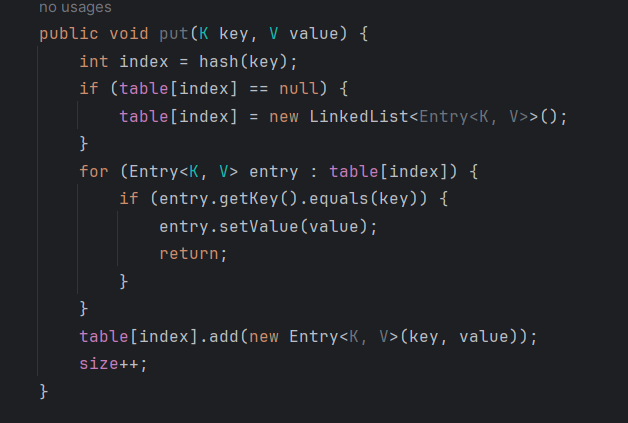 no usages
public void put(K key, V value) {
    int index = hash(key);
    if (table[index] == null) {
        table[index] = new LinkedList<Entry<K, V>>();
    }
    for (Entry<K, V> entry : table[index]) {
        if (entry.getKey().equals(key)) {
            entry.setValue(value);
            return;
        }
    }
    table[index].add(new Entry<K, V>(key, value));
    size++;
}